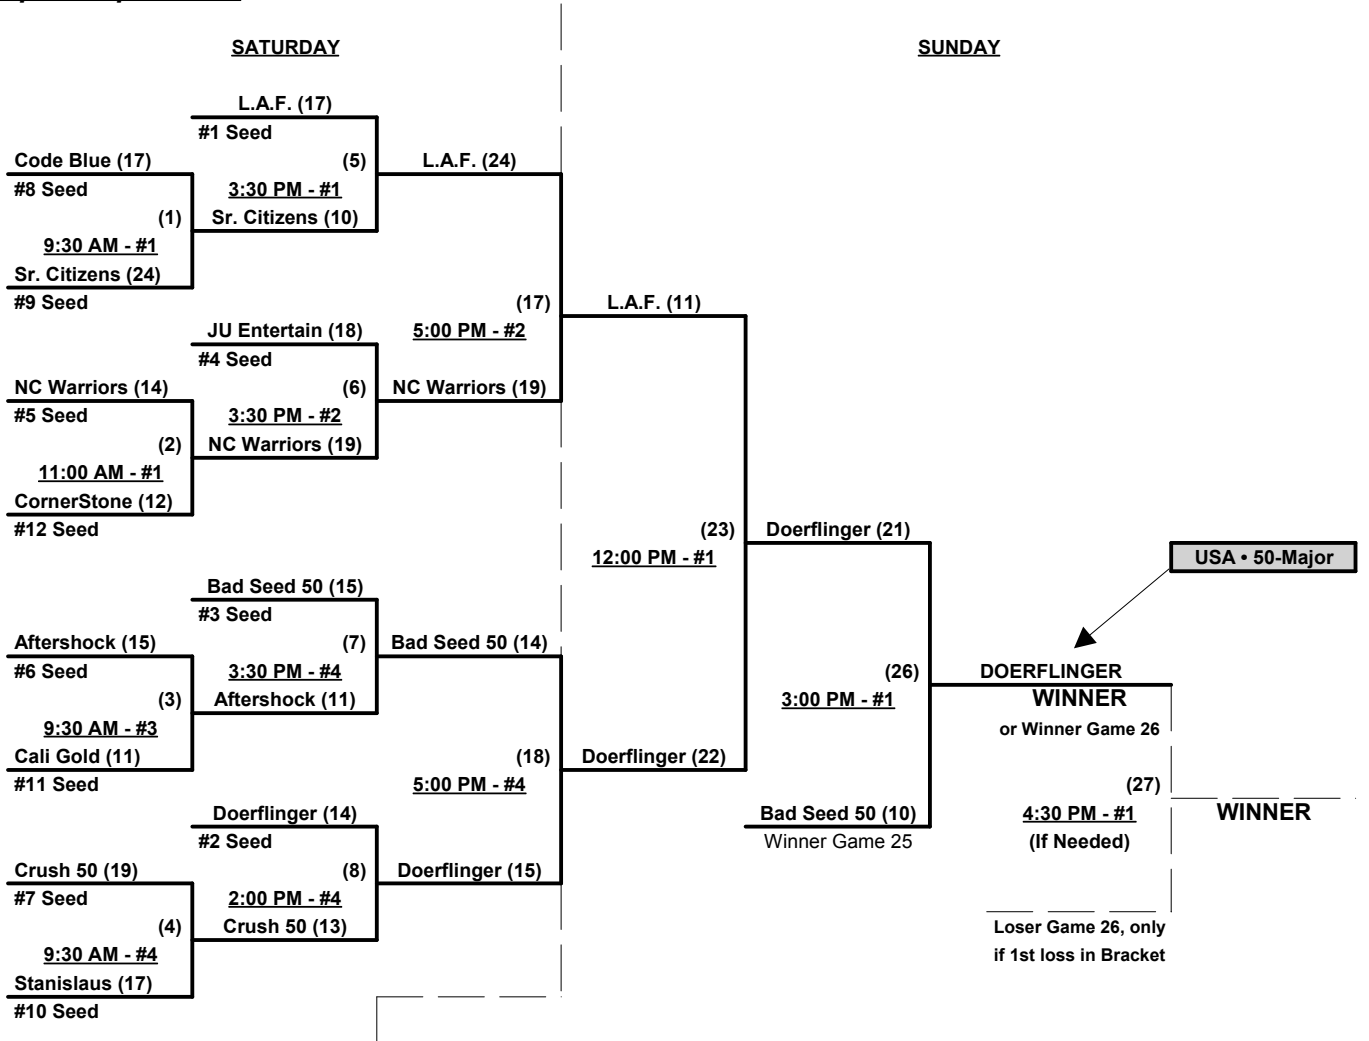 SATURDAY
SUNDAY
L.A.F. (17)
#1 Seed
Code Blue (17)
(5)
L.A.F. (24)
#8 Seed
3:30 PM - #1
(1)
Sr. Citizens (10)
9:30 AM - #1
Sr. Citizens (24)
#9 Seed
(17)
L.A.F. (11)
JU Entertain (18)
5:00 PM - #2
#4 Seed
NC Warriors (14)
(6)
NC Warriors (19)
#5 Seed
3:30 PM - #2
(2)
NC Warriors (19)
11:00 AM - #1
CornerStone (12)
#12 Seed
(23)
Doerflinger (21)
12:00 PM - #1
USA • 50-Major
Bad Seed 50 (15)
#3 Seed
Aftershock (15)
(7)
Bad Seed 50 (14)
#6 Seed
3:30 PM - #4
(26)
DOERFLINGER
(3)
Aftershock (11)
3:00 PM - #1
WINNER
9:30 AM - #3
or Winner Game 26
Cali Gold (11)
(18)
Doerflinger (22)
#11 Seed
5:00 PM - #4
(27)
Doerflinger (14)
Bad Seed 50 (10)
4:30 PM - #1
WINNER
#2 Seed
Winner Game 25
(If Needed)
Crush 50 (19)
(8)
Doerflinger (15)
#7 Seed
2:00 PM - #4
(4)
Crush 50 (13)
Loser Game 26, only
9:30 AM - #4
if 1st loss in Bracket
Stanislaus (17)
#10 Seed